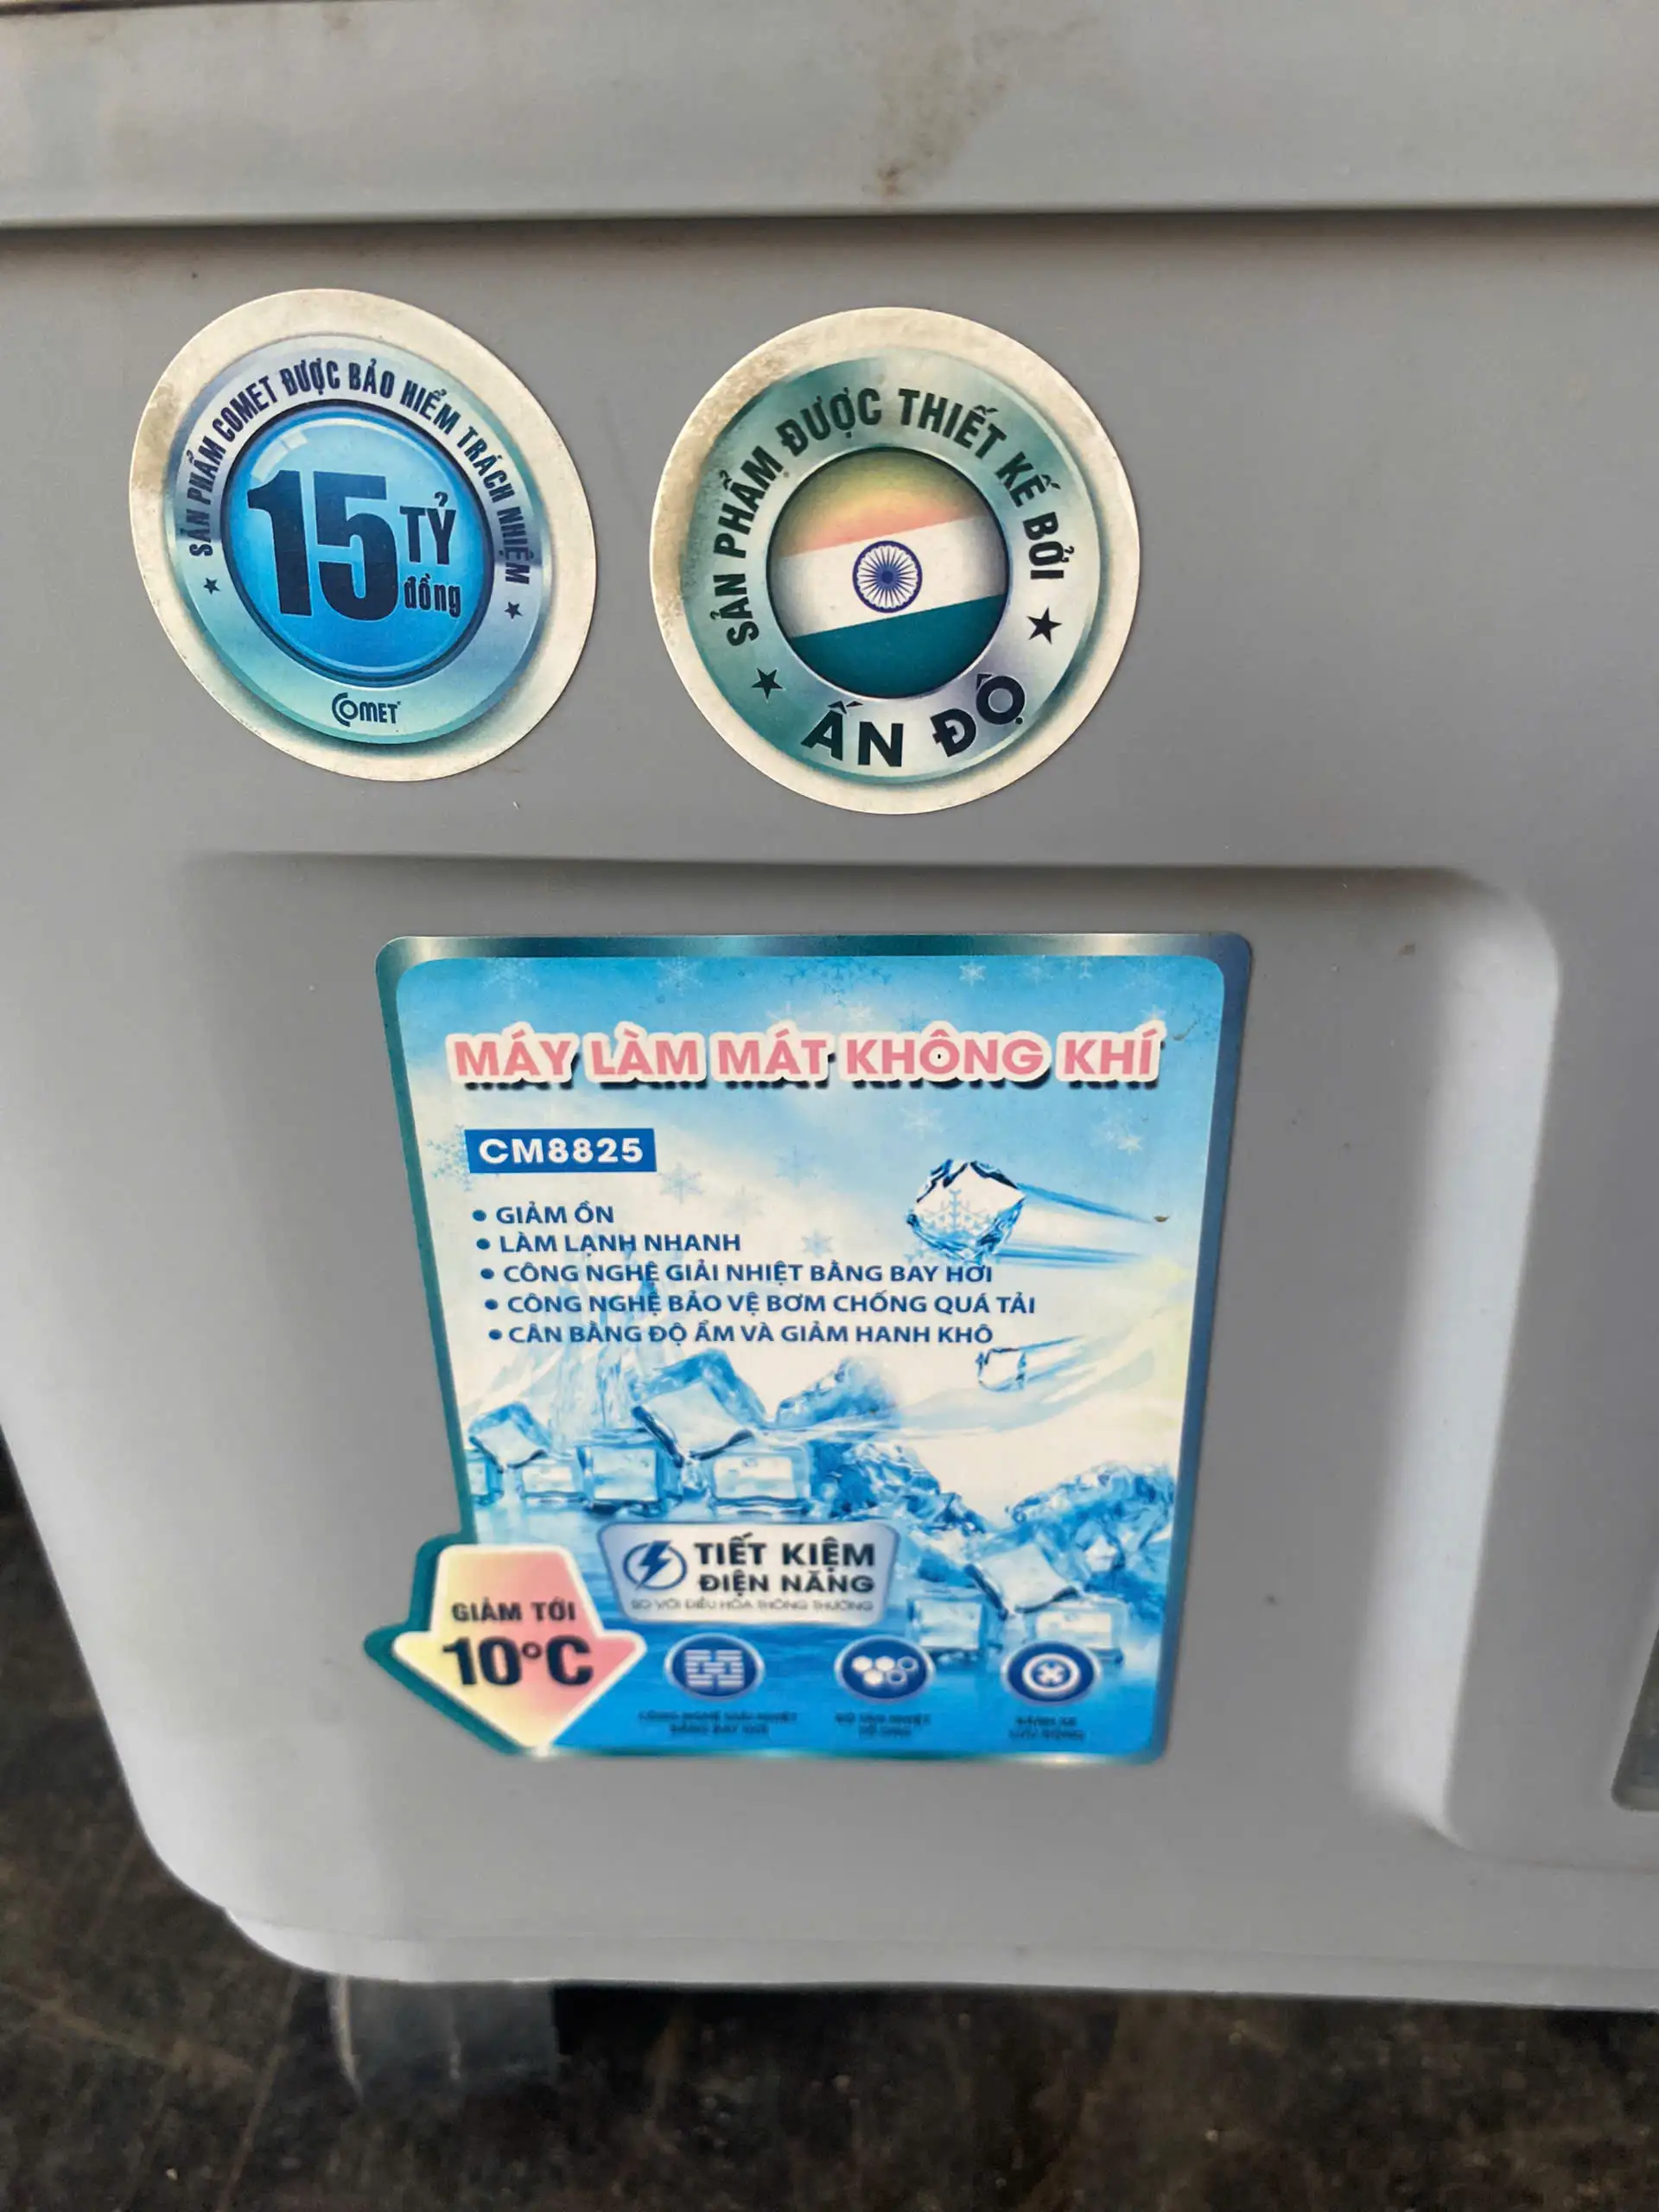 SẢN PHẨM COMET ĐƯỢC BẢO HIỂM TRÁCH NHIỆM
15 TỶ
đồng
COMET
SẢN PHẨM ĐƯỢC THIẾT KẾ BỞI
ẤN ĐỘ
MÁY LÀM MÁT KHÔNG KHÍ
CM8825
• GIẢM ỒN
• LÀM LẠNH NHANH
• CÔNG NGHỆ GIẢI NHIỆT BẰNG BAY HƠI
• CÔNG NGHỆ BẢO VỆ BƠM CHỐNG QUÁ TẢI
• CÂN BẰNG ĐỘ ẨM VÀ GIẢM HANH KHÔ
TIẾT KIỆM
ĐIỆN NĂNG
SO VỚI ĐIỀU HÒA THÔNG THƯỜNG
GIẢM TỚI
10°C